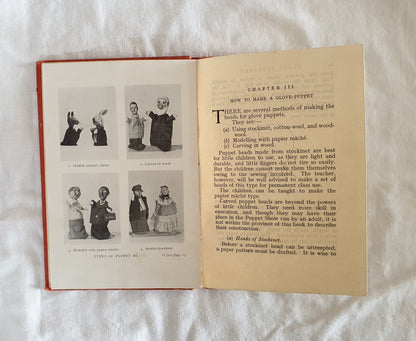 1. Stuffed animal
2. Carved in wood.
3. Modelled with papier mâché.
4. Stuffed stockinet.
TYPES OF PUPPET
(see page 17)
CHAPTER III
HOW TO MAKE A GLOVE-PUPPET
THERE are several methods of making the
heads for glove puppets.
They are—
(a) Using stockinet, cotton-wool, and wood-
wool.
(b) Modelling with papier mâché.
(c) Carving in wood.
Puppet heads made from stockinet are best
for little children to use, as they are light and
durable, and little fingers do not tire so easily.
But the children cannot make them themselves
owing to the sewing involved. The teacher,
however, will be well advised to make a set of
heads of this type for permanent class use.
The children can be taught to make the
papier mâché type.
Carved puppet heads are beyond the powers
of little children. They need more skill in
execution, and though they may have their
place in the Puppet Show run by an adult, it is
not within the province of this book to describe
their construction.
(a) Heads of Stockinet.
Before a stockinet head can be attempted,
a paper pattern must be drafted. It is wise to